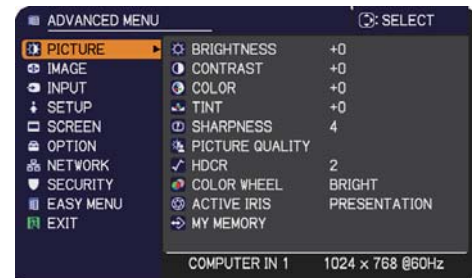 ADVANCED MENU : SELECT
PICTURE BRIGHTNESS +0
IMAGE CONTRAST +0
INPUT COLOR +0
SETUP TINT +0
SCREEN SHARPNESS 4
OPTION PICTURE QUALITY
NETWORK HDCR 2
SECURITY COLOR WHEEL BRIGHT
EASY MENU ACTIVE IRIS PRESENTATION
EXIT MY MEMORY
COMPUTER IN 1 1024 x 768 @60Hz